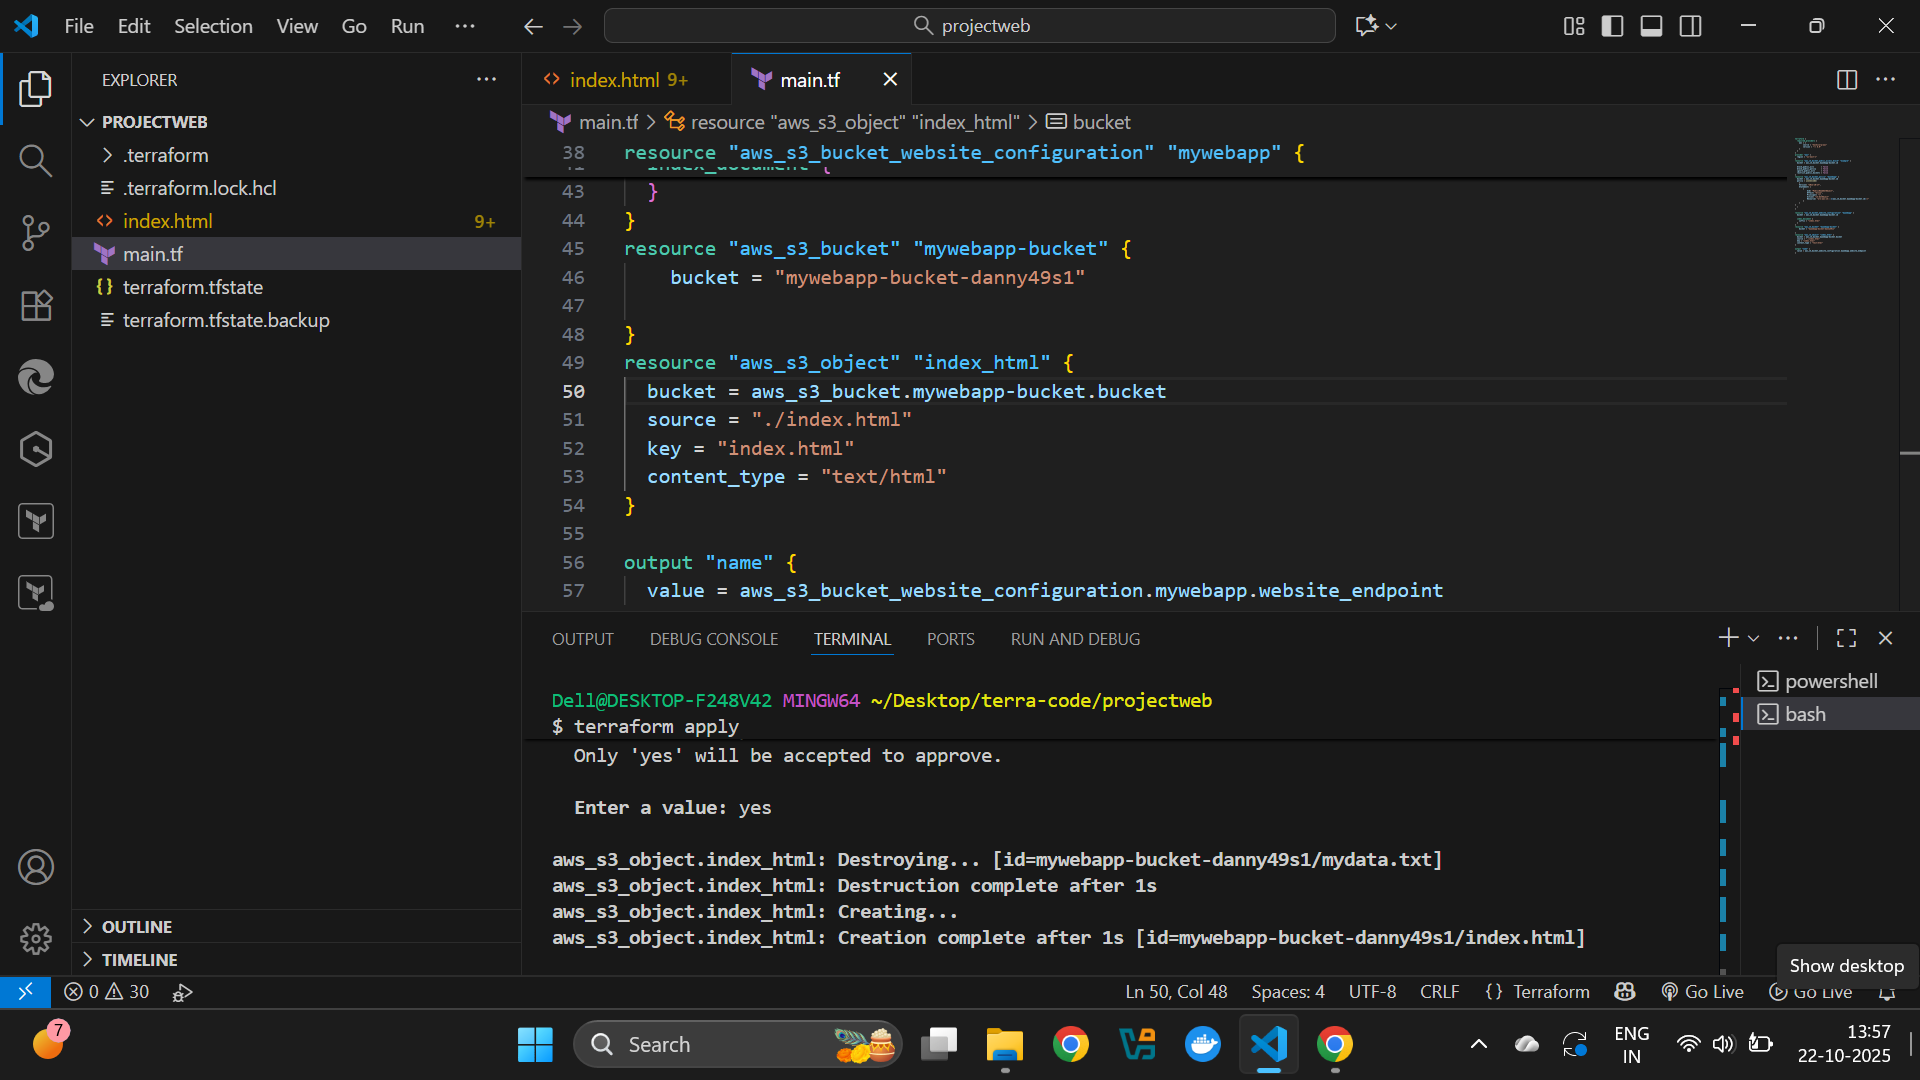 File Edit Selection View Go Run ...
projectweb
EXPLORER
PROJECTWEB
.terraform
.terraform.lock.hcl
index.html 9+
main.tf
terraform.tfstate
terraform.tfstate.backup
OUTLINE
TIMELINE
index.html 9+ main.tf
main.tf > resource "aws_s3_object" "index_html" > bucket
38 resource "aws_s3_bucket_website_configuration" "mywebapp" {
43 }
44 }
45 resource "aws_s3_bucket" "mywebapp-bucket" {
46 bucket = "mywebapp-bucket-danny49s1"
47
48 }
49 resource "aws_s3_object" "index_html" {
50 bucket = aws_s3_bucket.mywebapp-bucket.bucket
51 source = "./index.html"
52 key = "index.html"
53 content_type = "text/html"
54 }
55
56 output "name" {
57 value = aws_s3_bucket_website_configuration.mywebapp.website_endpoint
OUTPUT DEBUG CONSOLE TERMINAL PORTS RUN AND DEBUG
powershell
bash
Dell@DESKTOP-F248V42 MINGW64 ~/Desktop/terra-code/projectweb
$ terraform apply
Only 'yes' will be accepted to approve.
Enter a value: yes
aws_s3_object.index_html: Destroying... [id=mywebapp-bucket-danny49s1/mydata.txt]
aws_s3_object.index_html: Destruction complete after 1s
aws_s3_object.index_html: Creating...
aws_s3_object.index_html: Creation complete after 1s [id=mywebapp-bucket-danny49s1/index.html]
Show desktop
0 30 Ln 50, Col 48 Spaces: 4 UTF-8 CRLF {} Terraform Go Live Go Live
7 Search ENG IN 13:57
22-10-2025